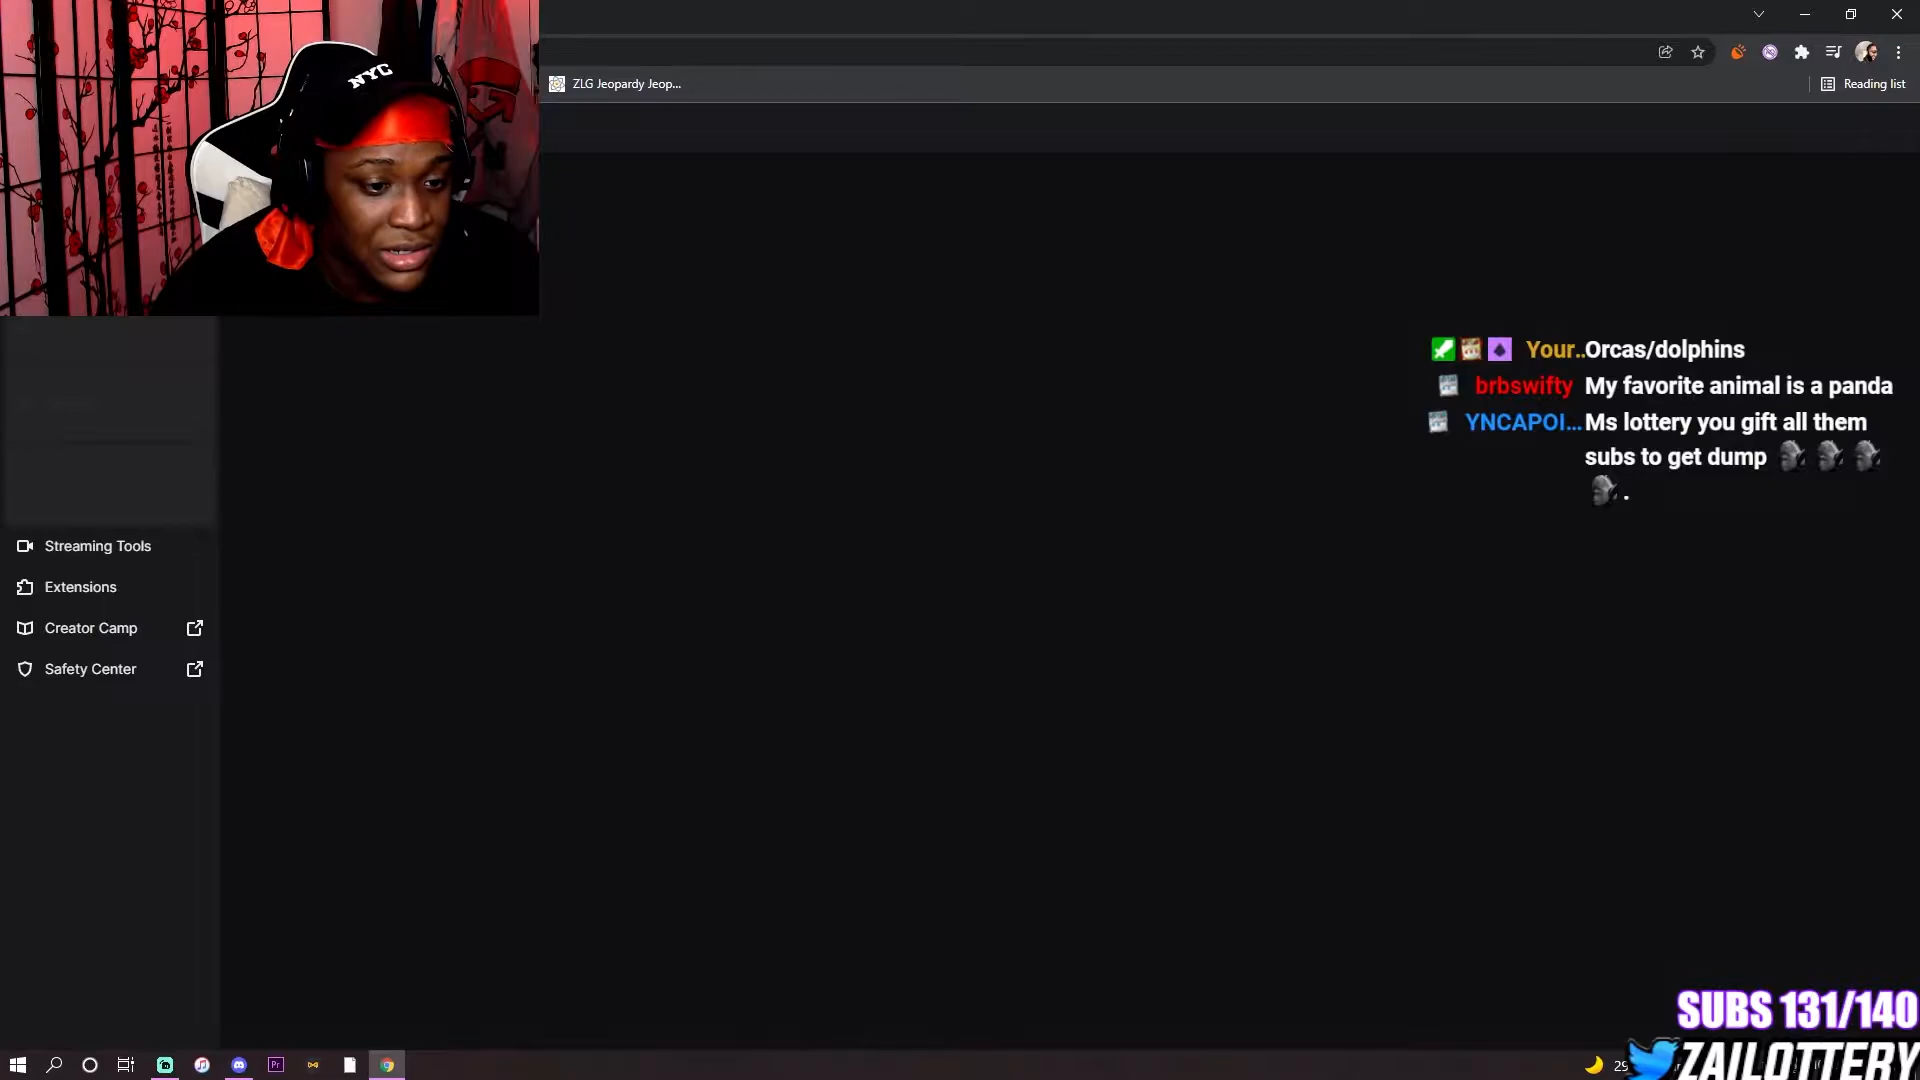 NYC
ZLG Jeopardy Jeop...
Reading list
Your..Orcas/dolphins
brbswifty My favorite animal is a panda
YNCAPOI... Ms lottery you gift all them
subs to get dump
.
Streaming Tools
Extensions
Creator Camp
Safety Center
SUBS 131/140
Pr
ZAILOTTERY